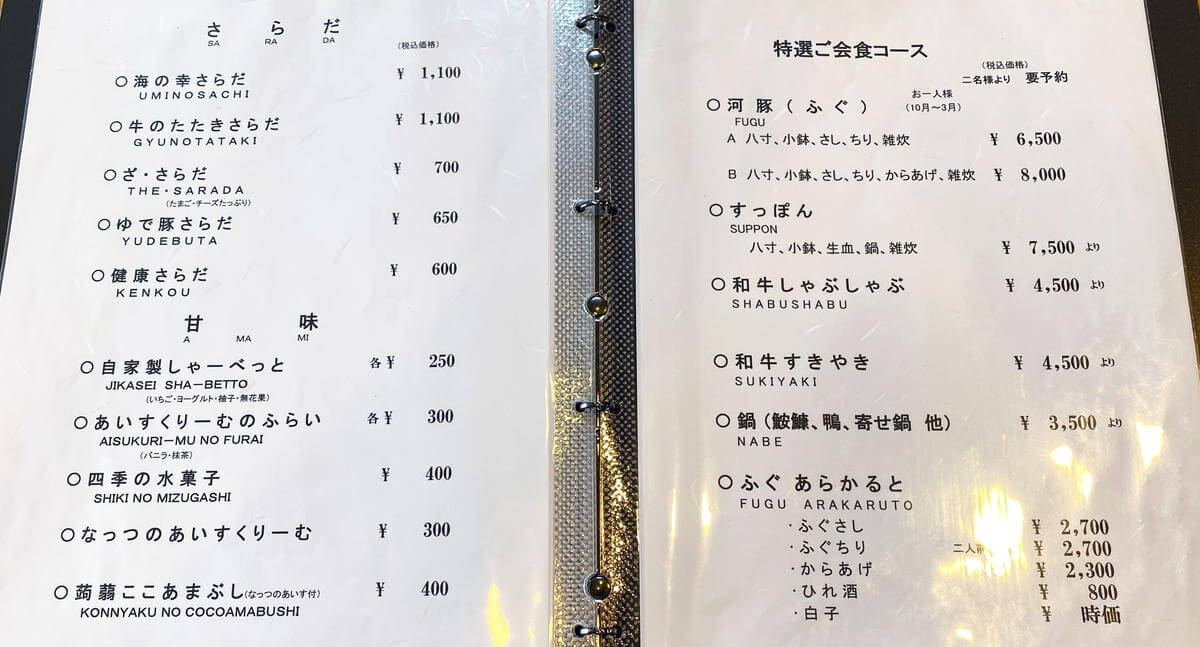 さ　ら　だ
SA RA DA
(税込価格)
○海の幸さらだ ¥ 1,100
UMINOSACHI
○牛のたたきさらだ ¥ 1,100
GYUNOTATAKI
○ざ・さらだ ¥ 700
THE・SARADA
(たまご・チーズたっぷり)
○ゆで豚さらだ ¥ 650
YUDEBUTA
○健康さらだ ¥ 600
KENKOU
甘　味
A MA MI
○自家製しゃーべっと 各¥ 250
JIKASEI SHA-BETTO
(いちご・ヨーグルト・柚子・無花果)
○あいすくりーむのふらい 各¥ 300
AISUKURI-MU NO FURAI
(バニラ・抹茶)
○四季の水菓子 ¥ 400
SHIKI NO MIZUGASHI
○なっつのあいすくりーむ ¥ 300
○蒟蒻ここあまぶし(なっつのあいす付) ¥ 400
KONNYAKU NO COCOAMABUSHI
特選ご会食コース
(税込価格)
二名様より 要予約
お一人様
○河豚(ふぐ) (10月〜3月)
FUGU
A 八寸、小鉢、さし、ちり、雑炊 ¥ 6,500
B 八寸、小鉢、さし、ちり、からあげ、雑炊 ¥ 8,000
○すっぽん
SUPPON
八寸、小鉢、生血、鍋、雑炊 ¥ 7,500 より
○和牛しゃぶしゃぶ ¥ 4,500 より
SHABUSHABU
○和牛すきやき ¥ 4,500 より
SUKIYAKI
○鍋(鮟鱇、鴨、寄せ鍋 他) ¥ 3,500 より
NABE
○ふぐ あらかると
FUGU ARAKARUTO
・ふぐさし ¥ 2,700
・ふぐちり 二人前 ¥ 2,700
・からあげ ¥ 2,300
・ひれ酒 ¥ 800
・白子 ¥ 時価